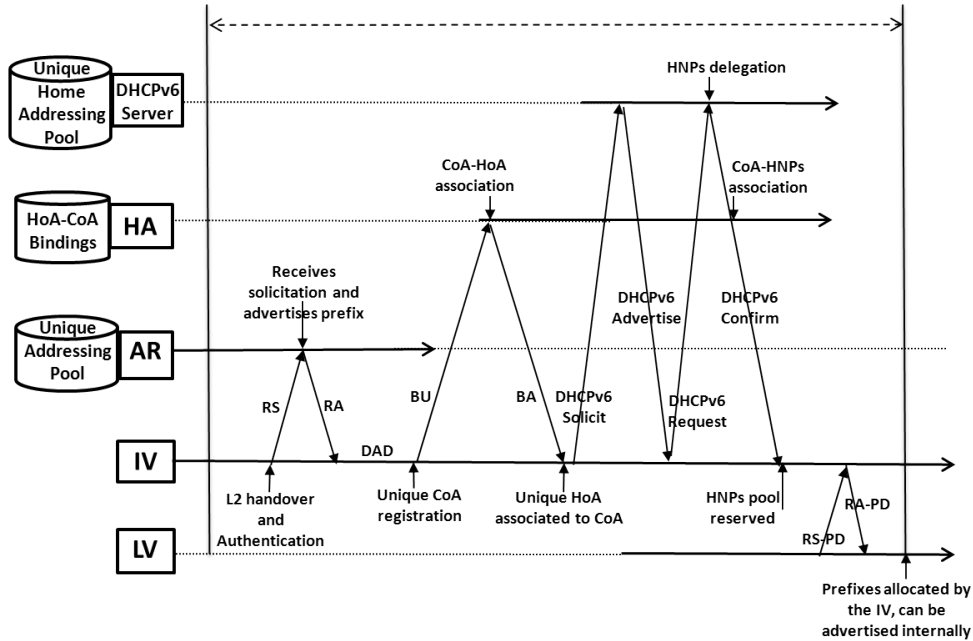 Unique
Home
Addressing
Pool
DHCPv6
Server
HNPs delegation
CoA-HoA
association
CoA-HNPs
association
HoA-CoA
Bindings
HA
Receives
solicitation and
advertises prefix
DHCPv6
Advertise
DHCPv6
Confirm
Unique
Addressing
Pool
AR
RS
RA
BU
BA
DHCPv6
Solicit
DHCPv6
Request
IV
DAD
L2 handover
and
Authentication
Unique CoA
registration
Unique HoA
associated to CoA
HNPs pool
reserved
RA-PD
RS-PD
LV
Prefixes allocated by
the IV, can be
advertised internally